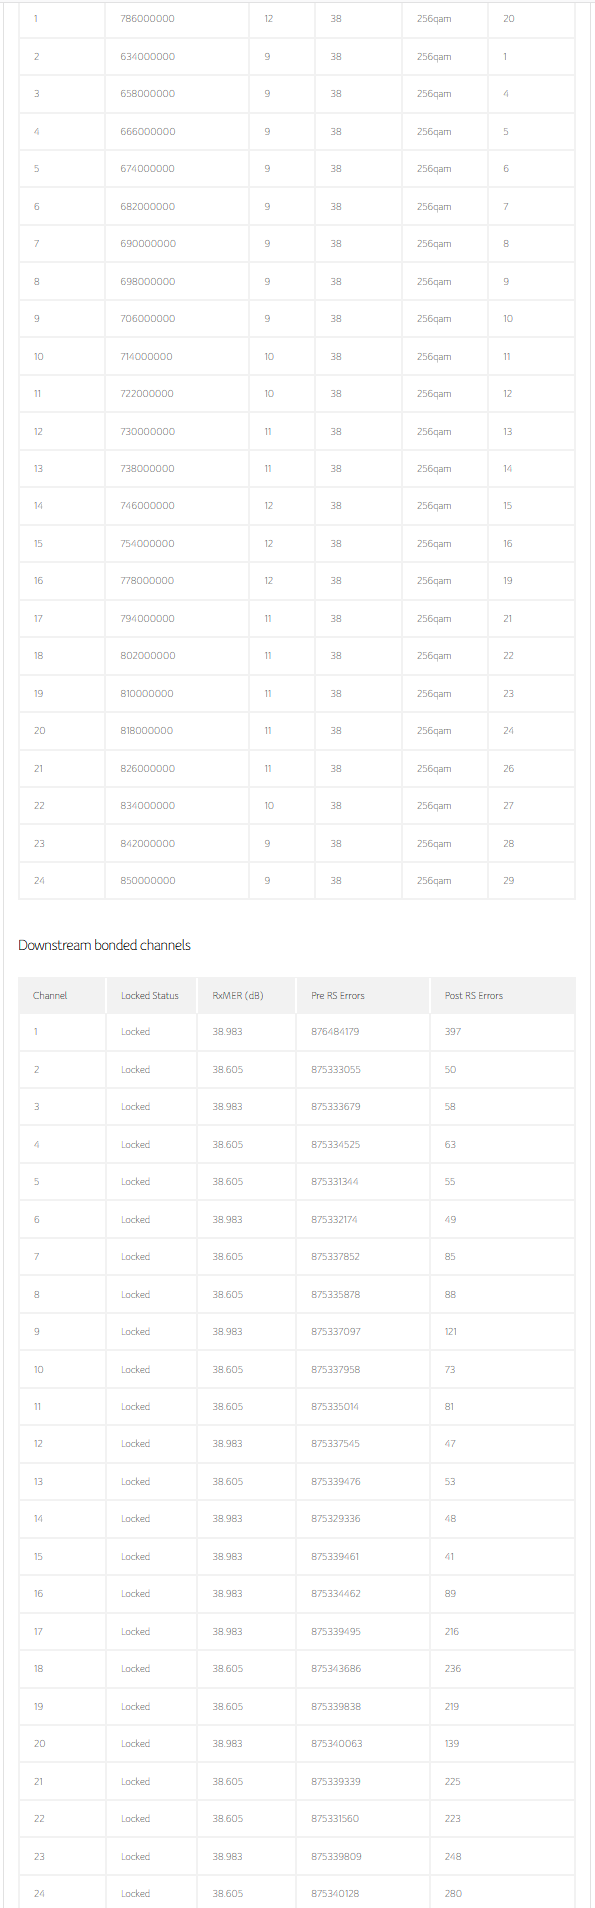 1 786000000 12 38 256qam 20
2 634000000 9 38 256qam 1
3 658000000 9 38 256qam 4
4 666000000 9 38 256qam 5
5 674000000 9 38 256qam 6
6 682000000 9 38 256qam 7
7 690000000 9 38 256qam 8
8 698000000 9 38 256qam 9
9 706000000 9 38 256qam 10
10 714000000 10 38 256qam 11
11 722000000 10 38 256qam 12
12 730000000 11 38 256qam 13
13 738000000 11 38 256qam 14
14 746000000 12 38 256qam 15
15 754000000 12 38 256qam 16
16 778000000 12 38 256qam 19
17 794000000 11 38 256qam 21
18 802000000 11 38 256qam 22
19 810000000 11 38 256qam 23
20 818000000 11 38 256qam 24
21 826000000 11 38 256qam 26
22 834000000 10 38 256qam 27
23 842000000 9 38 256qam 28
24 850000000 9 38 256qam 29
Downstream bonded channels
Channel Locked Status RxMER (dB) Pre RS Errors Post RS Errors
1 Locked 38.983 876484179 397
2 Locked 38.605 875333055 50
3 Locked 38.983 875333679 58
4 Locked 38.605 875334525 63
5 Locked 38.605 875331344 55
6 Locked 38.983 875332174 49
7 Locked 38.605 875337852 85
8 Locked 38.605 875335878 88
9 Locked 38.983 875337097 121
10 Locked 38.605 875337958 73
11 Locked 38.605 875335014 81
12 Locked 38.983 875337545 47
13 Locked 38.605 875339476 53
14 Locked 38.983 875329336 48
15 Locked 38.983 875339461 41
16 Locked 38.983 875334462 89
17 Locked 38.983 875339495 216
18 Locked 38.605 875343686 236
19 Locked 38.605 875339838 219
20 Locked 38.983 875340063 139
21 Locked 38.605 875339339 225
22 Locked 38.605 875331560 223
23 Locked 38.983 875339809 248
24 Locked 38.605 875340128 280